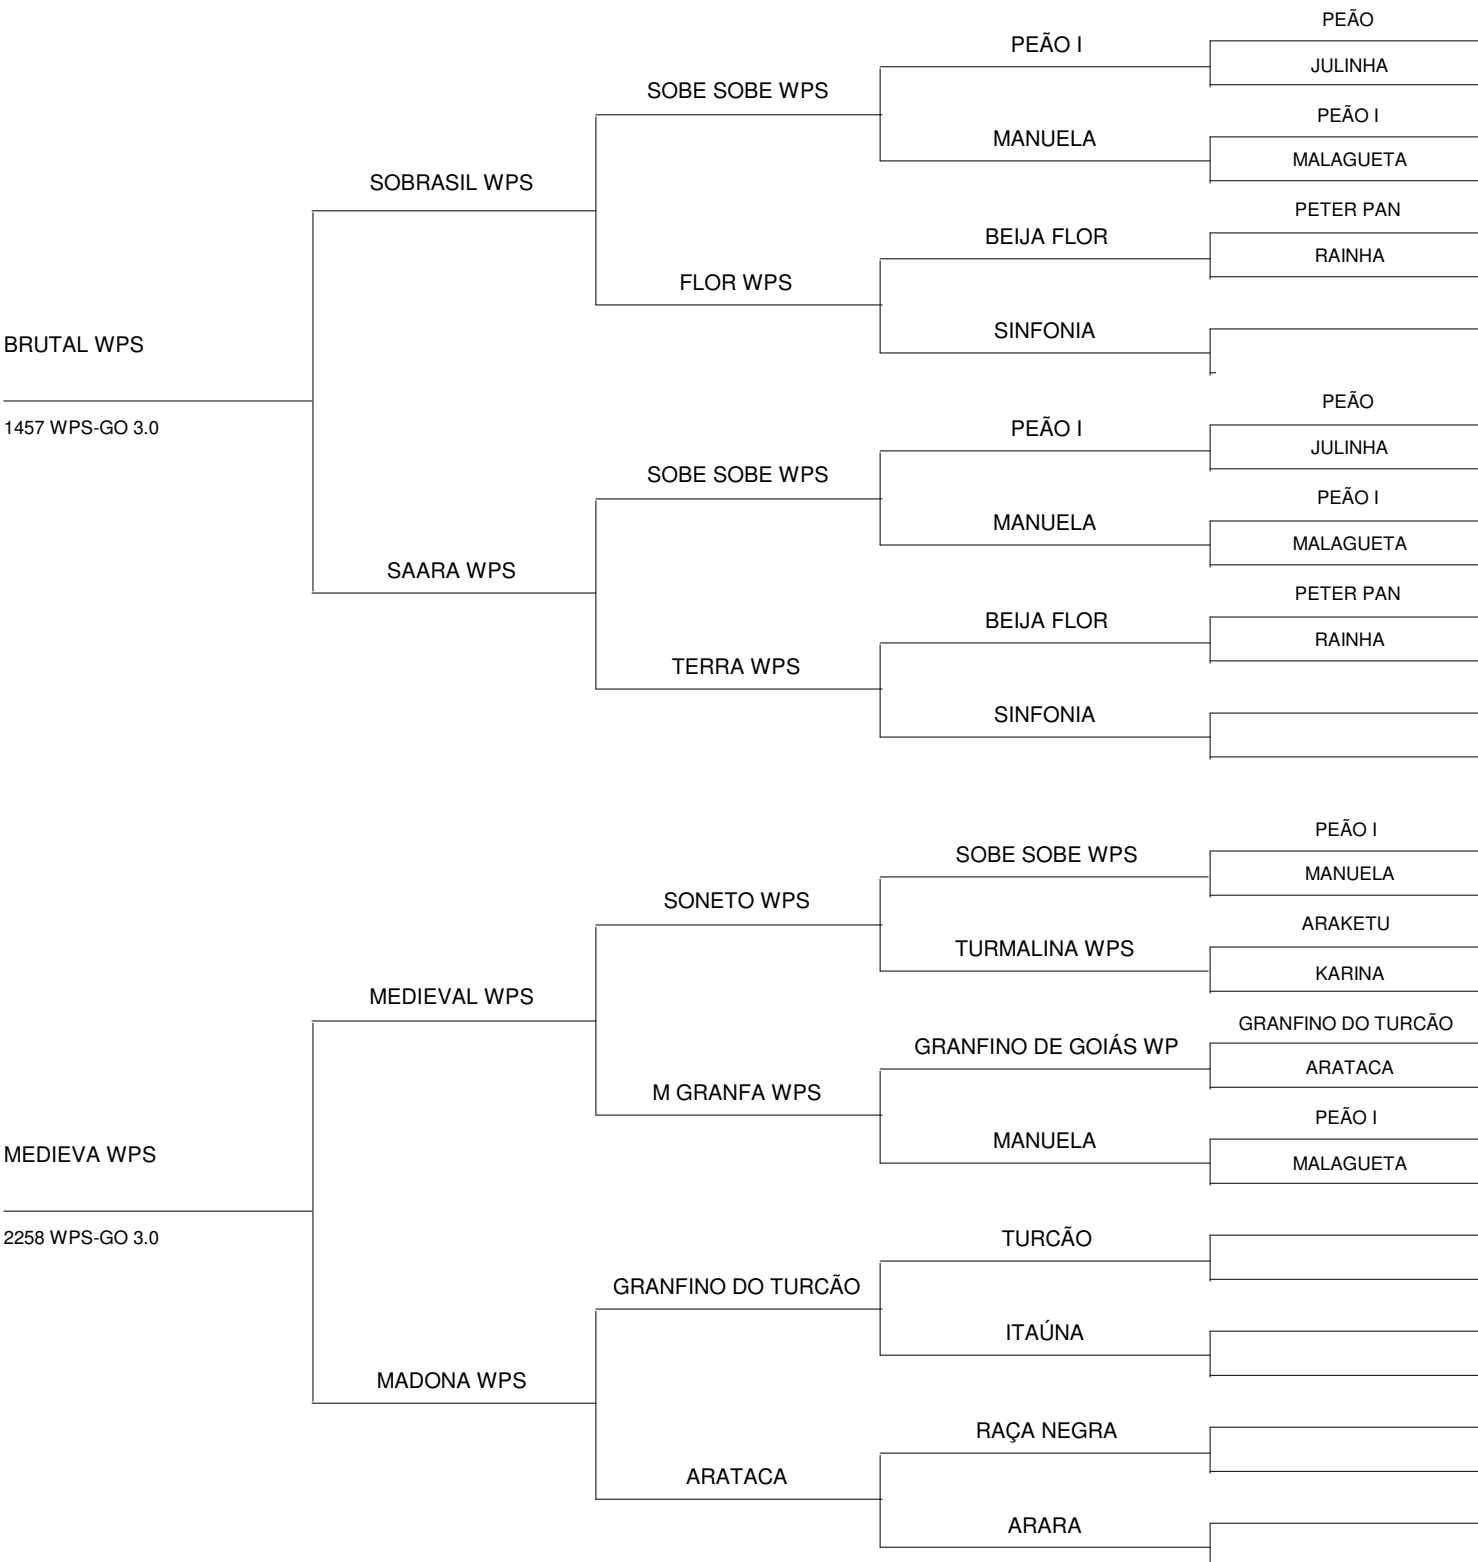 PEÃO
PEÃO I
JULINHA
SOBE SOBE WPS
PEÃO I
MANUELA
MALAGUETA
SOBRASIL WPS
PETER PAN
BEIJA FLOR
RAINHA
FLOR WPS
SINFONIA
BRUTAL WPS
1457 WPS-GO 3.0
PEÃO
PEÃO I
JULINHA
SOBE SOBE WPS
PEÃO I
MANUELA
MALAGUETA
SAARA WPS
PETER PAN
BEIJA FLOR
RAINHA
TERRA WPS
SINFONIA
PEÃO I
SOBE SOBE WPS
MANUELA
SONETO WPS
ARAKETU
TURMALINA WPS
KARINA
MEDIEVAL WPS
GRANFINO DO TURCÃO
GRANFINO DE GOIÁS WP
ARATACA
M GRANFA WPS
PEÃO I
MANUELA
MALAGUETA
MEDIEVA WPS
2258 WPS-GO 3.0
TURCÃO
GRANFINO DO TURCÃO
ITAÚNA
MADONA WPS
RAÇA NEGRA
ARATACA
ARARA